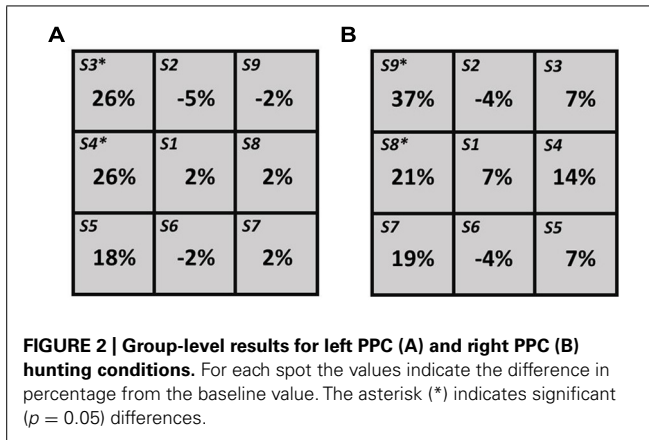 A B
S3* S2 S9 S9* S2 S3
26% -5% -2% 37% -4% 7%
S4* S1 S8 S8* S1 S4
26% 2% 2% 21% 7% 14%
S5 S6 S7 S7 S6 S5
18% -2% 2% 19% -4% 7%
FIGURE 2 | Group-level results for left PPC (A) and right PPC (B)
hunting conditions. For each spot the values indicate the difference in
percentage from the baseline value. The asterisk (*) indicates significant
(p = 0.05) differences.